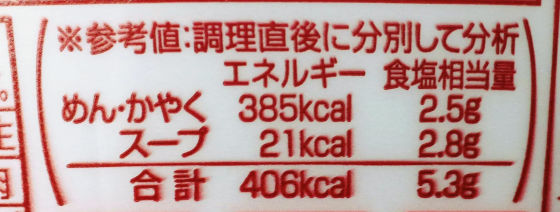 ※参考値:調理直後に分別して分析
エネルギー 食塩相当量
めん・かやく 385kcal 2.5g
スープ 21kcal 2.8g
合計 406kcal 5.3g